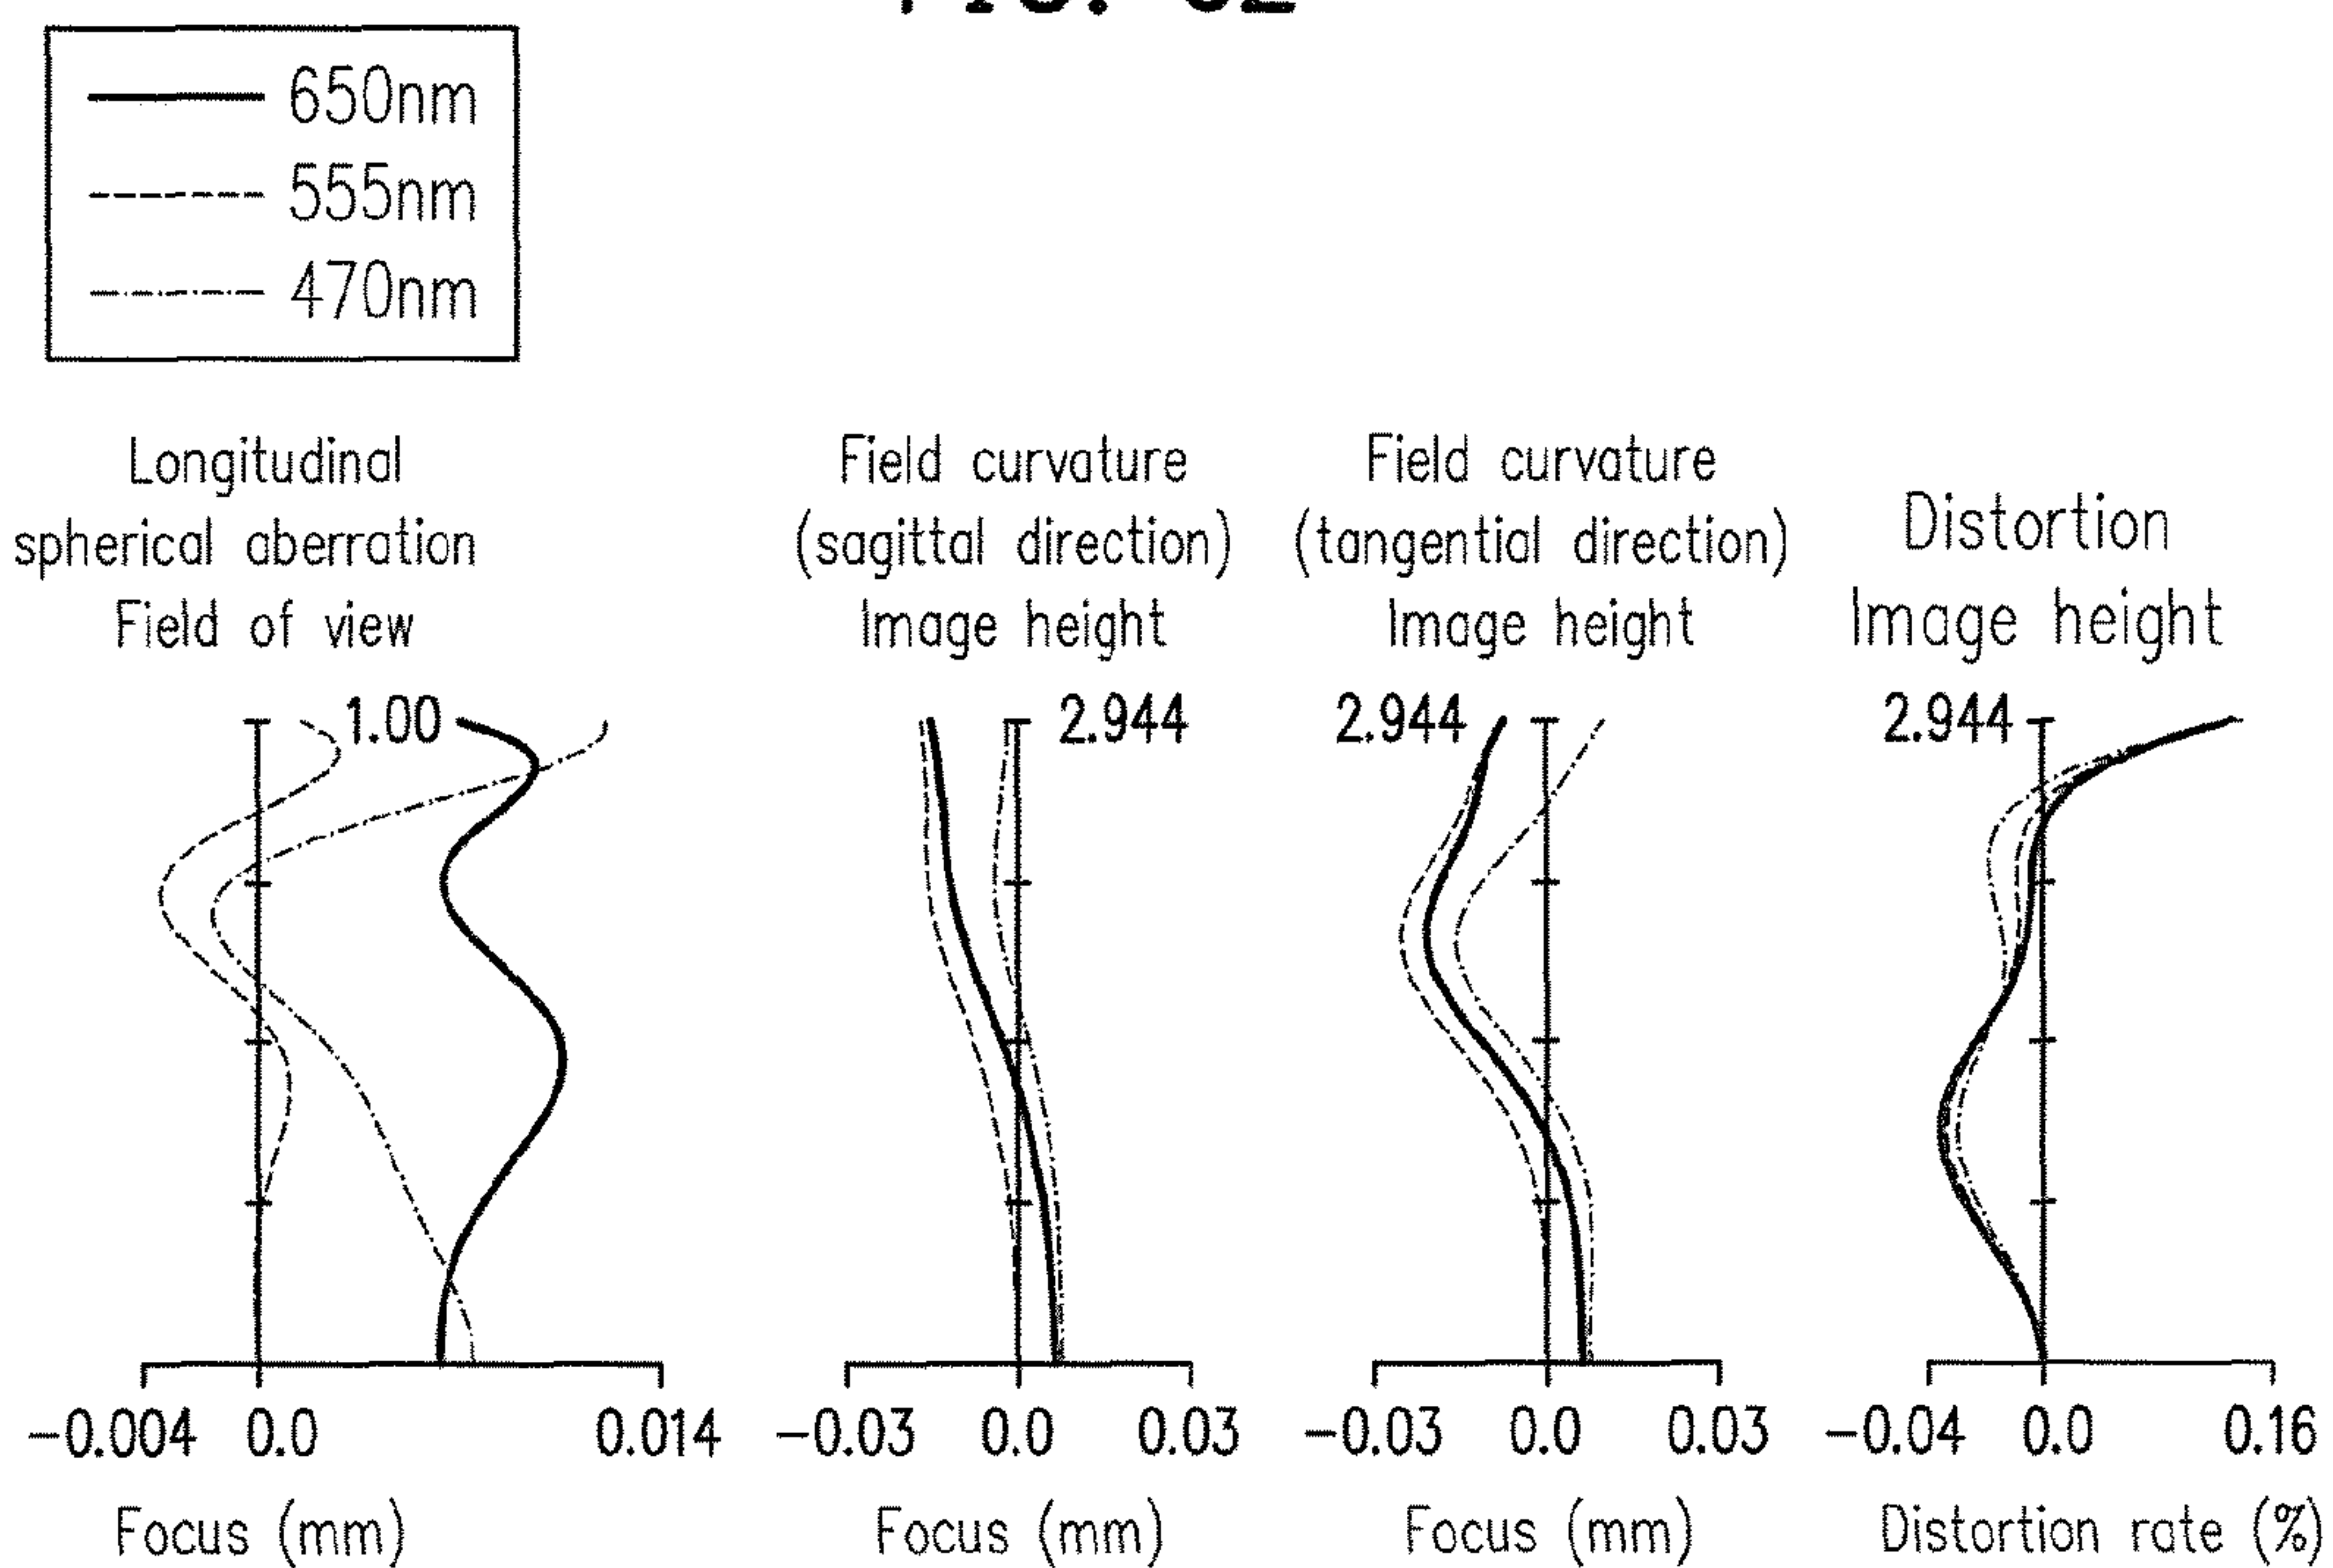 650nm
555nm
470nm
Longitudinal
spherical aberration
Field of view
1.00
-0.004 0.0 0.014
Focus (mm)
Field curvature
(sagittal direction)
Image height
2.944
-0.03 0.0 0.03
Focus (mm)
Field curvature
(tangential direction)
Image height
2.944
-0.03 0.0 0.03
Focus (mm)
Distortion
Image height
2.944
-0.04 0.0 0.16
Distortion rate (%)